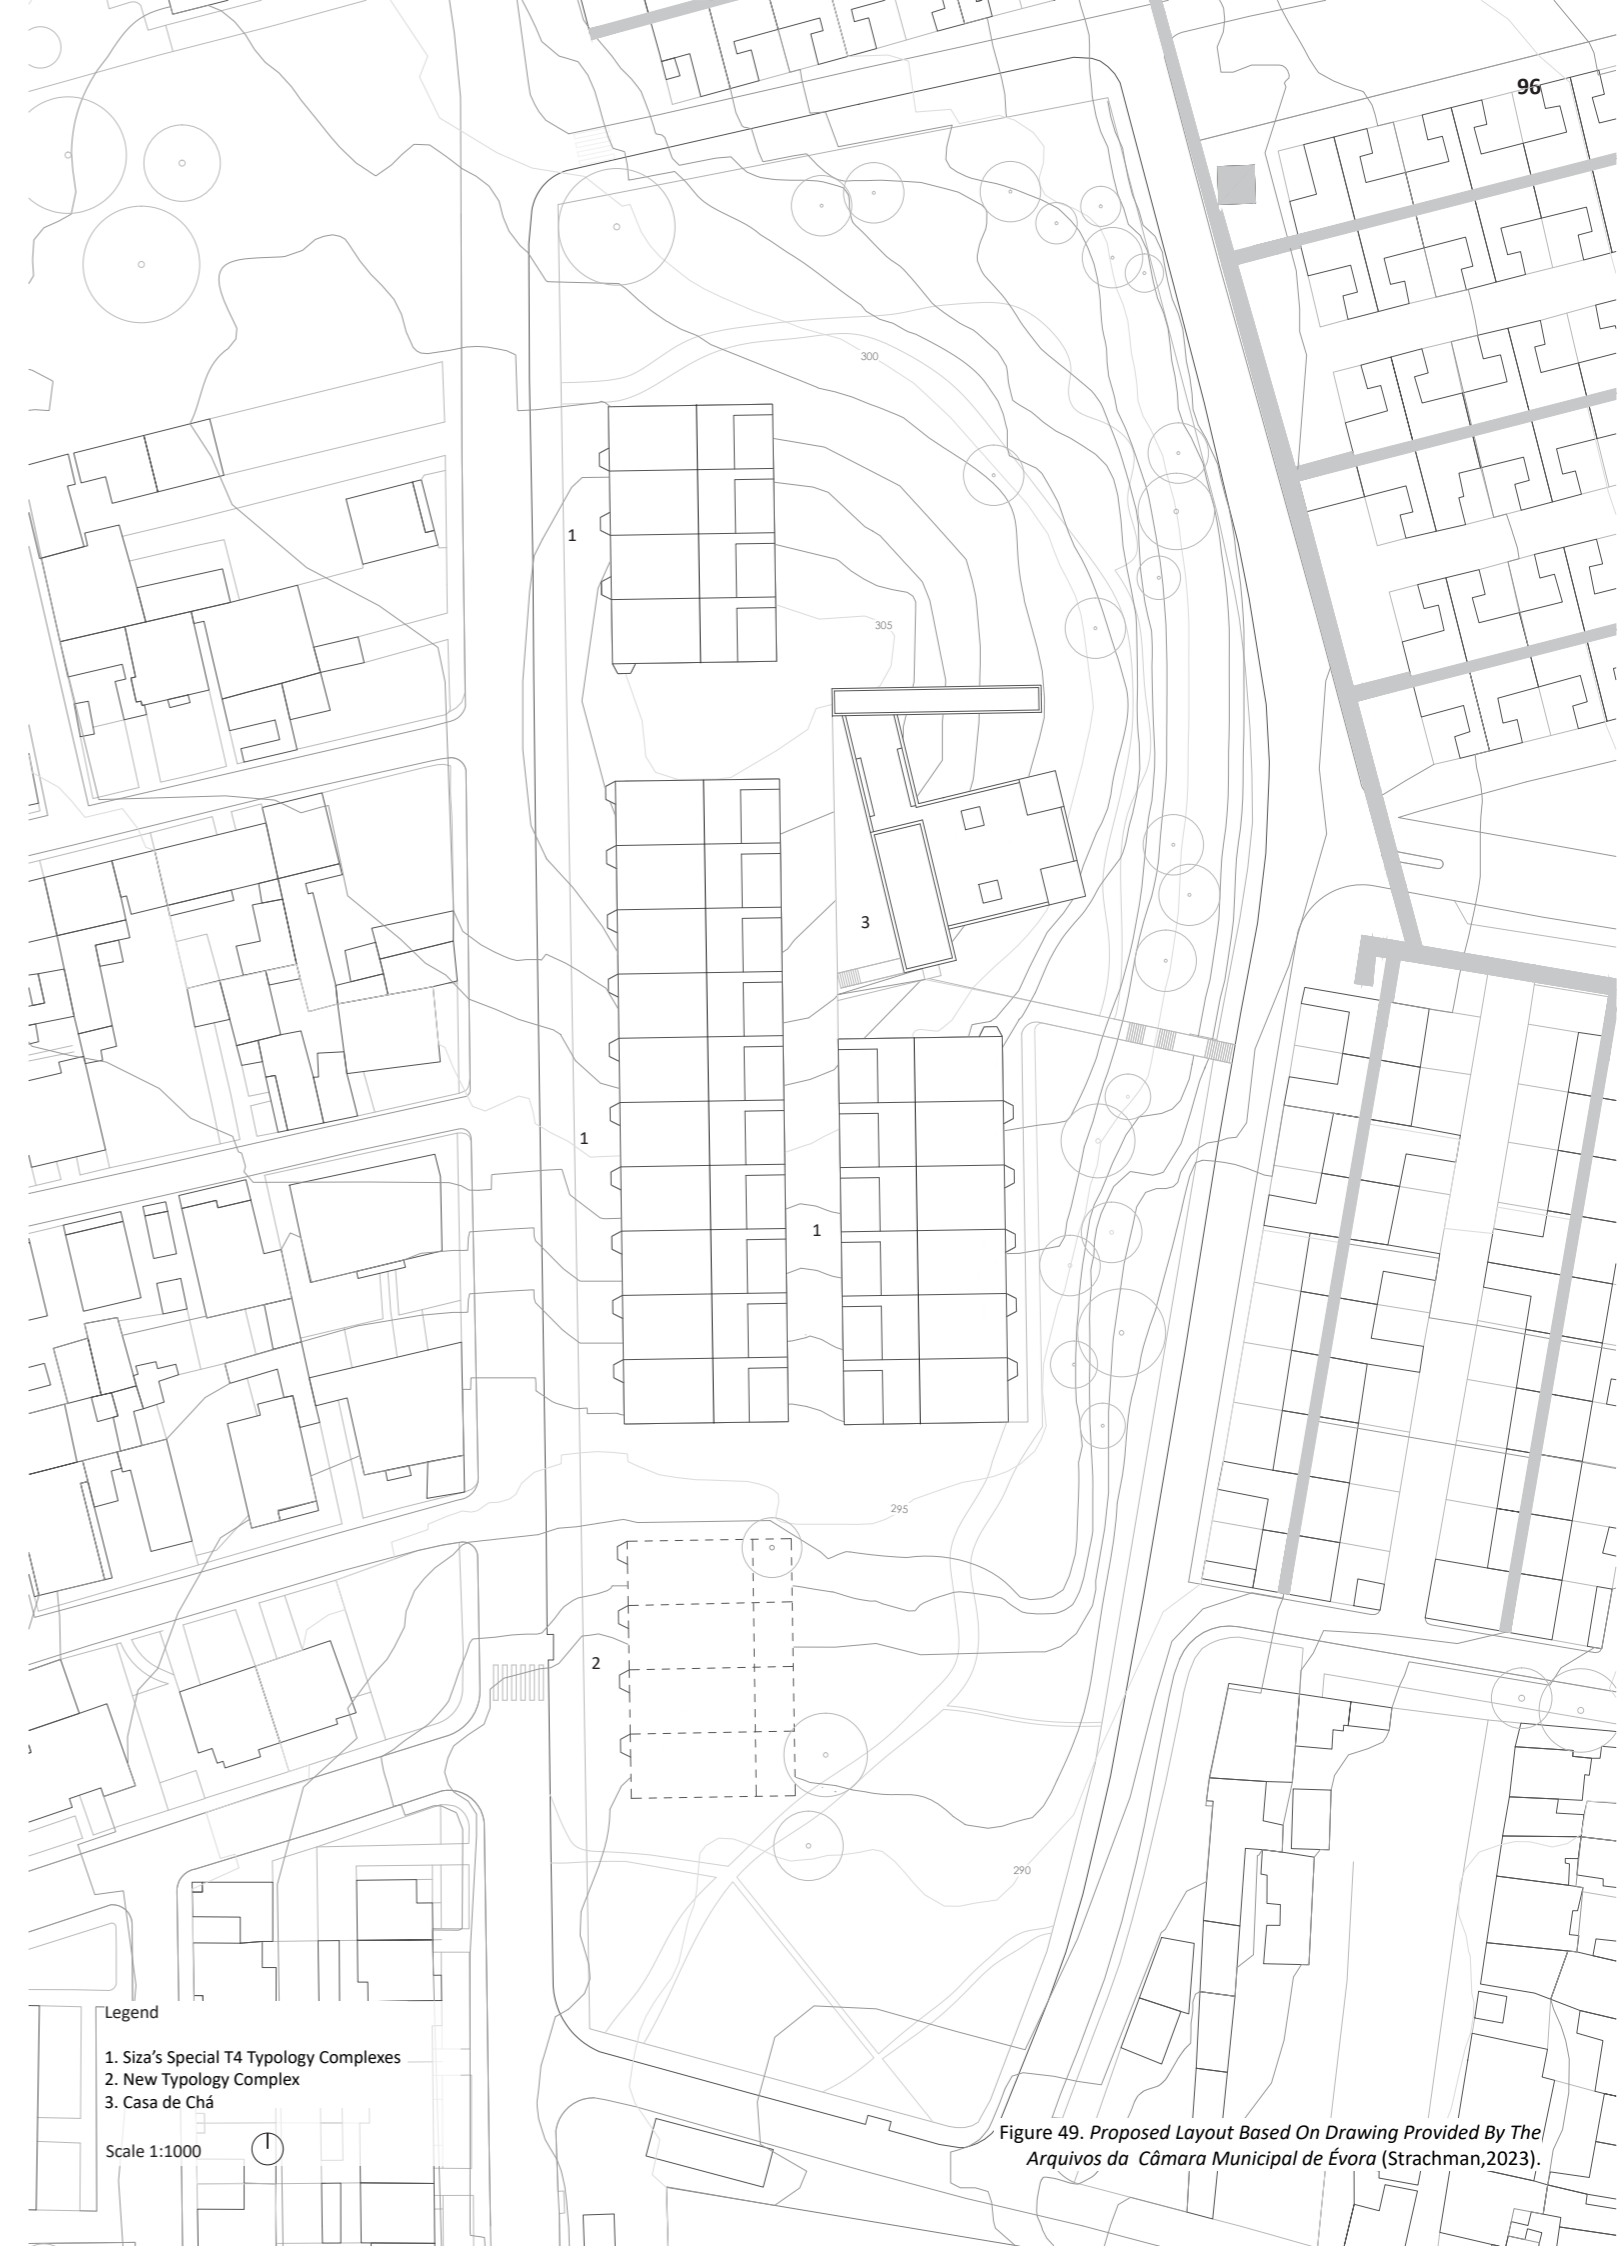 96
300
1
305
3
1
1
295
2
290
Legend
1. Siza's Special T4 Typology Complexes
2. New Typology Complex
3. Casa de Chá
Scale 1:1000
Figure 49. Proposed Layout Based On Drawing Provided By The
Arquivos da Câmara Municipal de Évora (Strachman,2023).